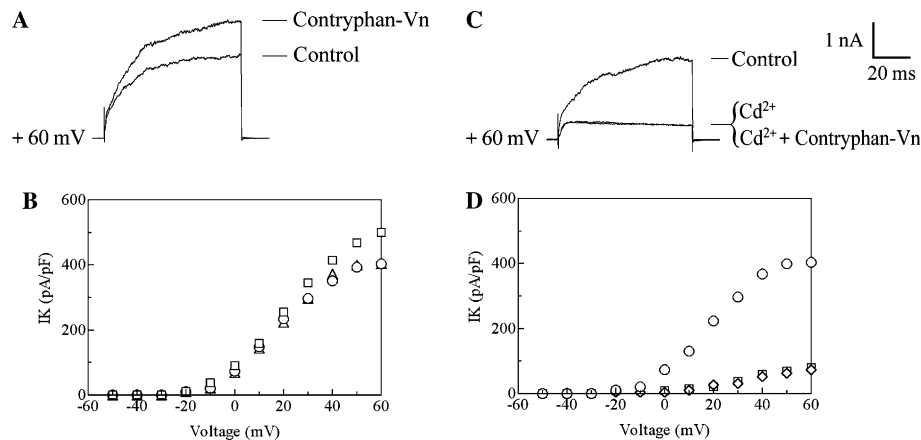 A
Contryphan-Vn
Control
+ 60 mV
C
Control
1 nA
20 ms
Cd²⁺
Cd²⁺ + Contryphan-Vn
+ 60 mV
B
600
400
200
0
IK (pA/pF)
-60 -40 -20 0 20 40 60
Voltage (mV)
D
600
400
200
0
IK (pA/pF)
-60 -40 -20 0 20 40 60
Voltage (mV)